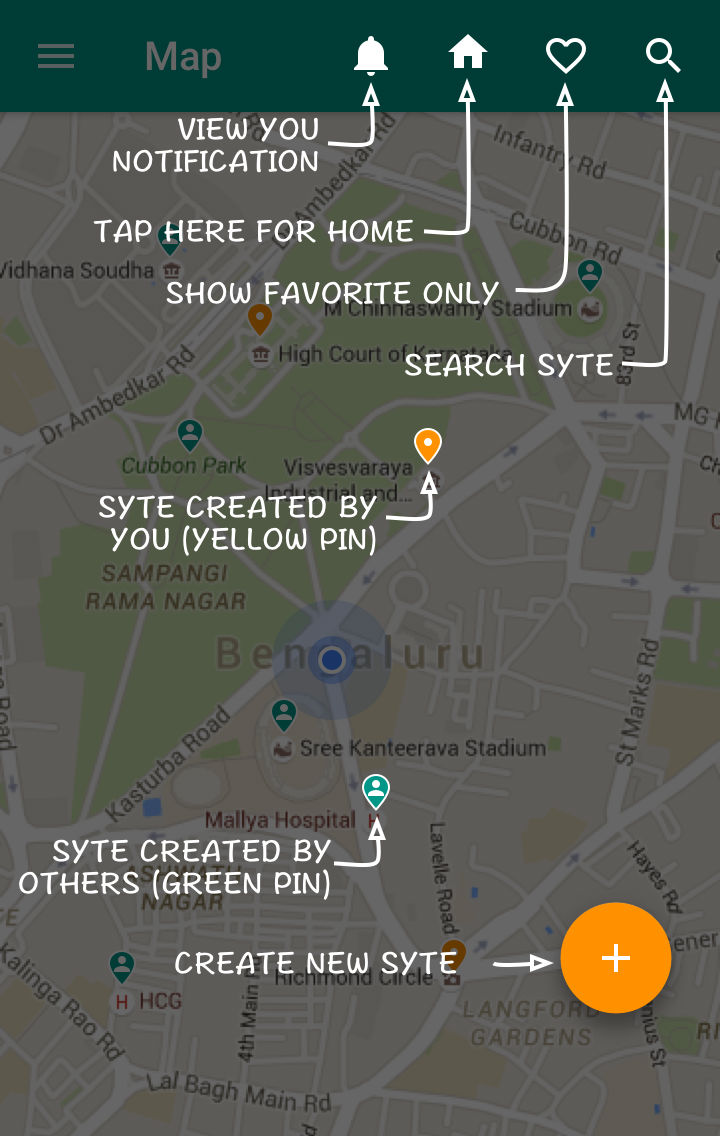 Map
VIEW YOU
NOTIFICATION
Dr Ambedkar Rd
Infantry Rd
TAP HERE FOR HOME
Cubbon Rd
Vidhana Soudha
SHOW FAVORITE ONLY
M Chinnaswamy Stadium
High Court of Karnataka
SEARCH SYTE
83rd St
Dr Ambedkar Rd
MG
Cubbon Park
Visvesvaraya
Industrial and...
SYTE CREATED BY
YOU (YELLOW PIN)
SAMPANGI
RAMA NAGAR
Bengaluru
St Marks Rd
Kasturba Road
Sree Kanteerava Stadium
Mallya Hospital
H
Lavelle Road
SYTE CREATED BY
OTHERS (GREEN PIN)
NAGAR
Hayes Rd
CREATE NEW SYTE
Richmond Circle
H HCG
4th Main
LANGFORD
GARDENS
Kalinga Rao Rd
Lal Bagh Main Rd